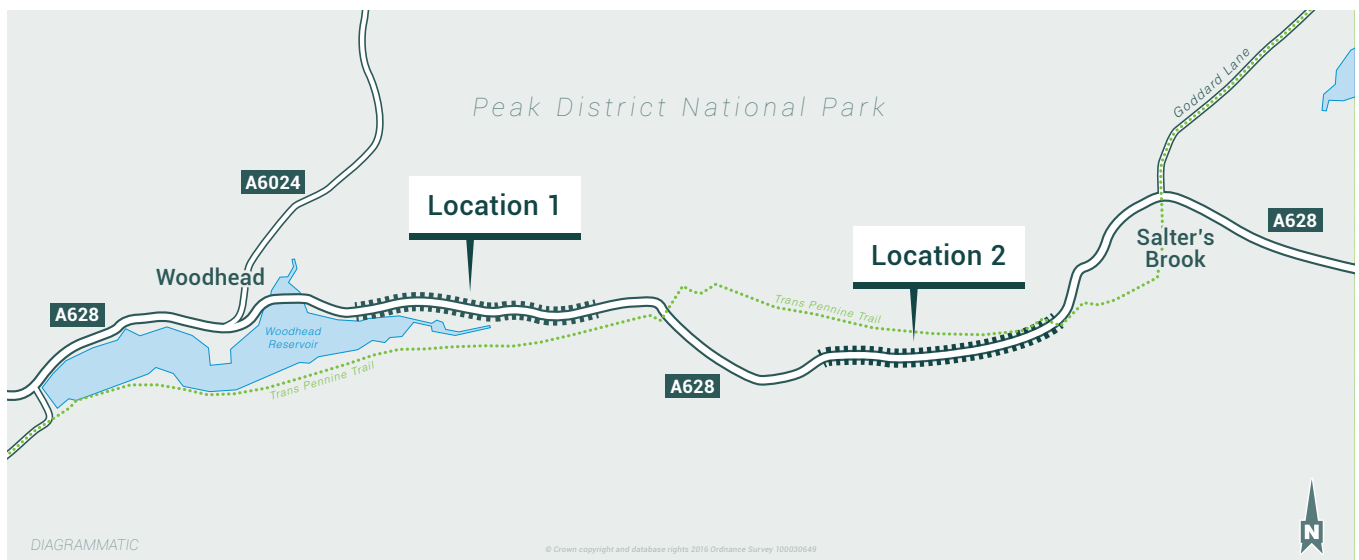 Goddard Lane
Peak District National Park
A6024
Location 1
A628
Salter's
Brook
Location 2
Woodhead
Trans Pennine Trail
A628
Woodhead
Reservoir
Trans Pennine Trail
A628
N
DIAGRAMMATIC
© Crown copyright and database rights 2016 Ordnance Survey 100030649